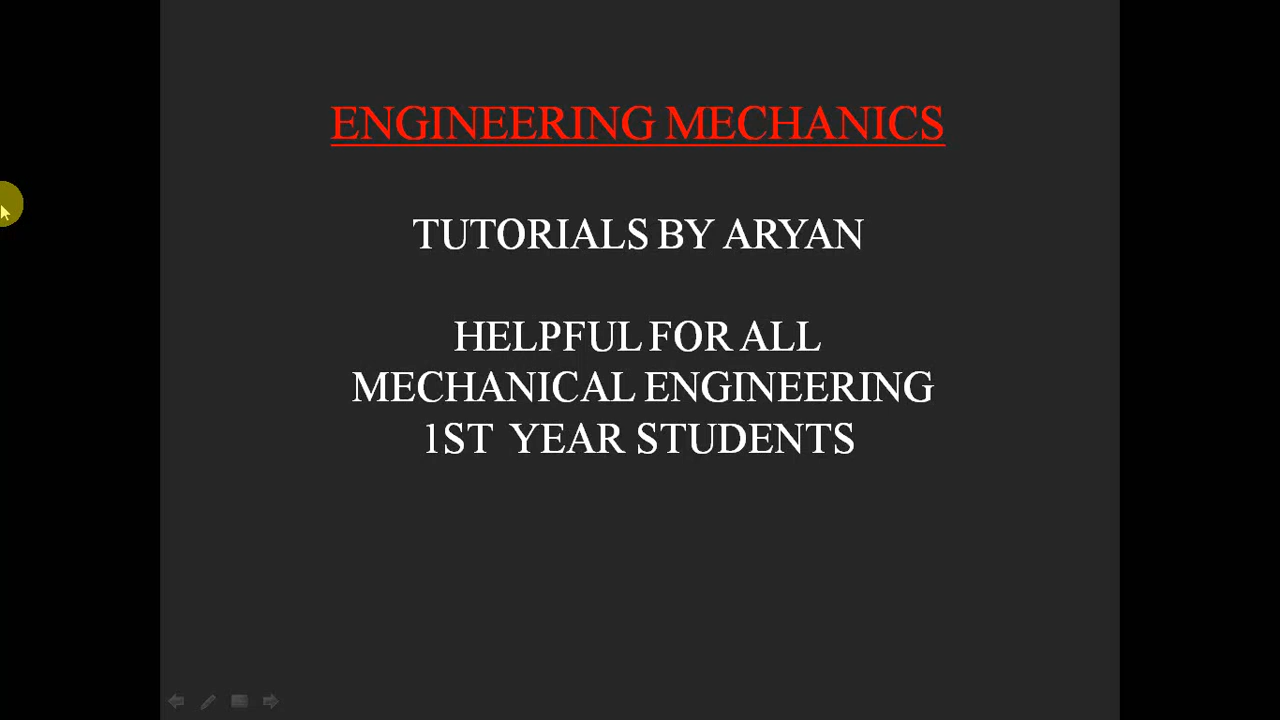 ENGINEERING MECHANICS
TUTORIALS BY ARYAN
HELPFUL FOR ALL
MECHANICAL ENGINEERING
1ST YEAR STUDENTS